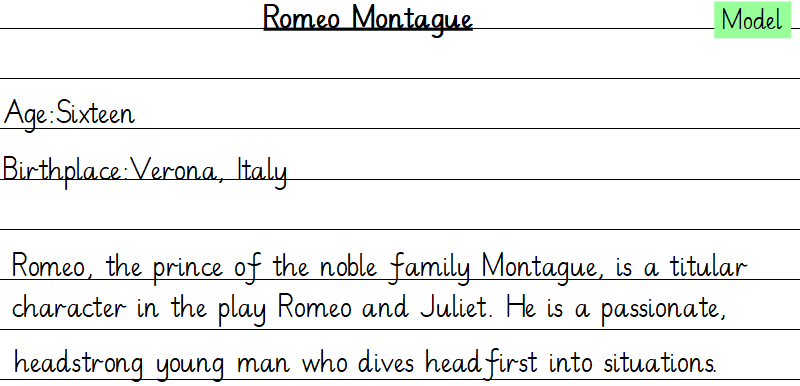 Romeo Montague
Model
Age:Sixteen
Birthplace:Verona, Italy
Romeo, the prince of the noble family Montague, is a titular
character in the play Romeo and Juliet. He is a passionate,
headstrong young man who dives headfirst into situations.